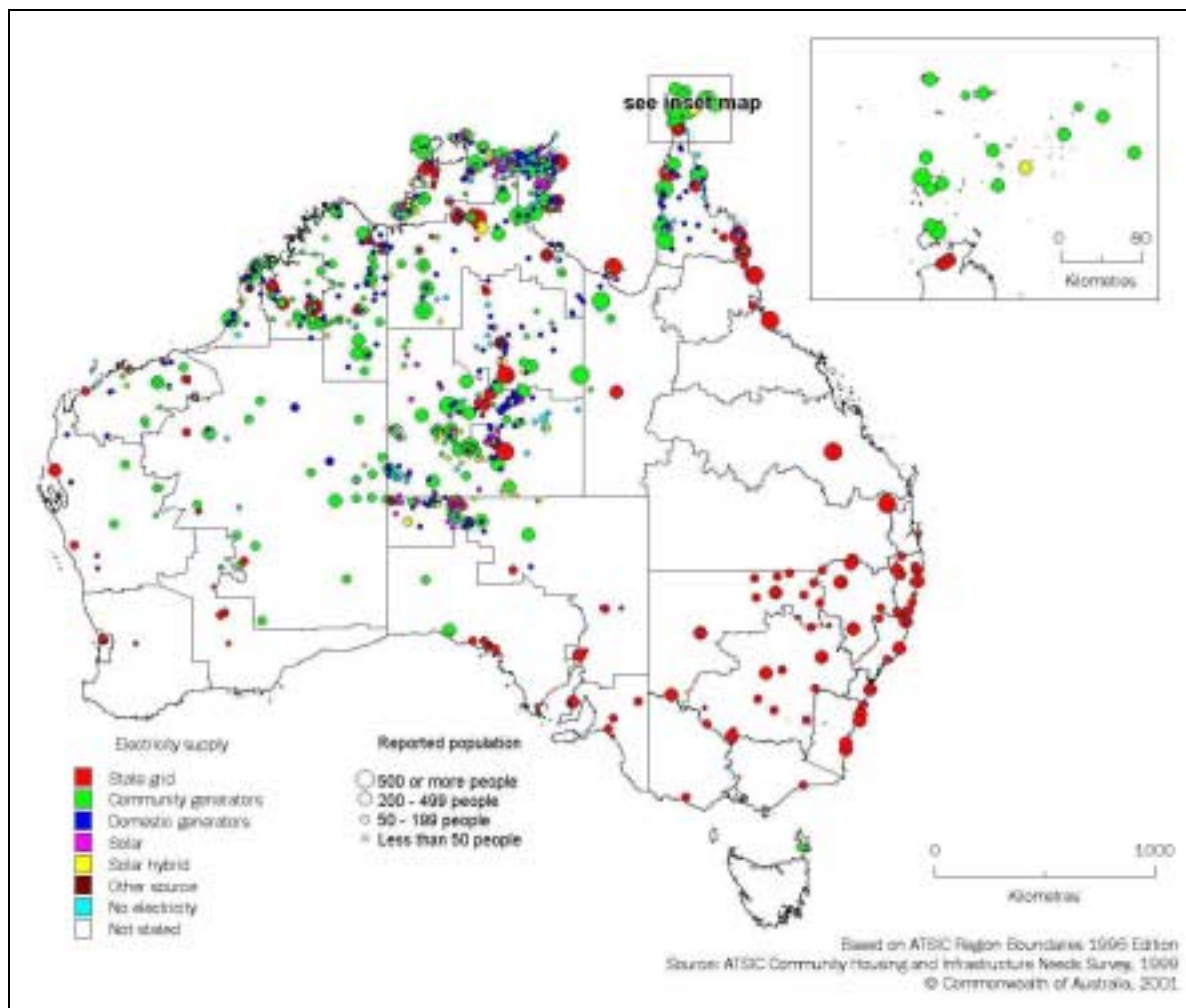 see inset map
0 80
Kilometres
Electricity supply
State grid
Community generators
Domestic generators
Solar
Solar hybrid
Other source
No electricity
Not stated
Reported population
500 or more people
200 - 499 people
50 - 199 people
Less than 50 people
0 1000
Kilometres
Based on ATSIC Region Boundaries 1996 Edition
Source: ATSIC Community Housing and Infrastructure Needs Survey, 1999
© Commonwealth of Australia, 2001